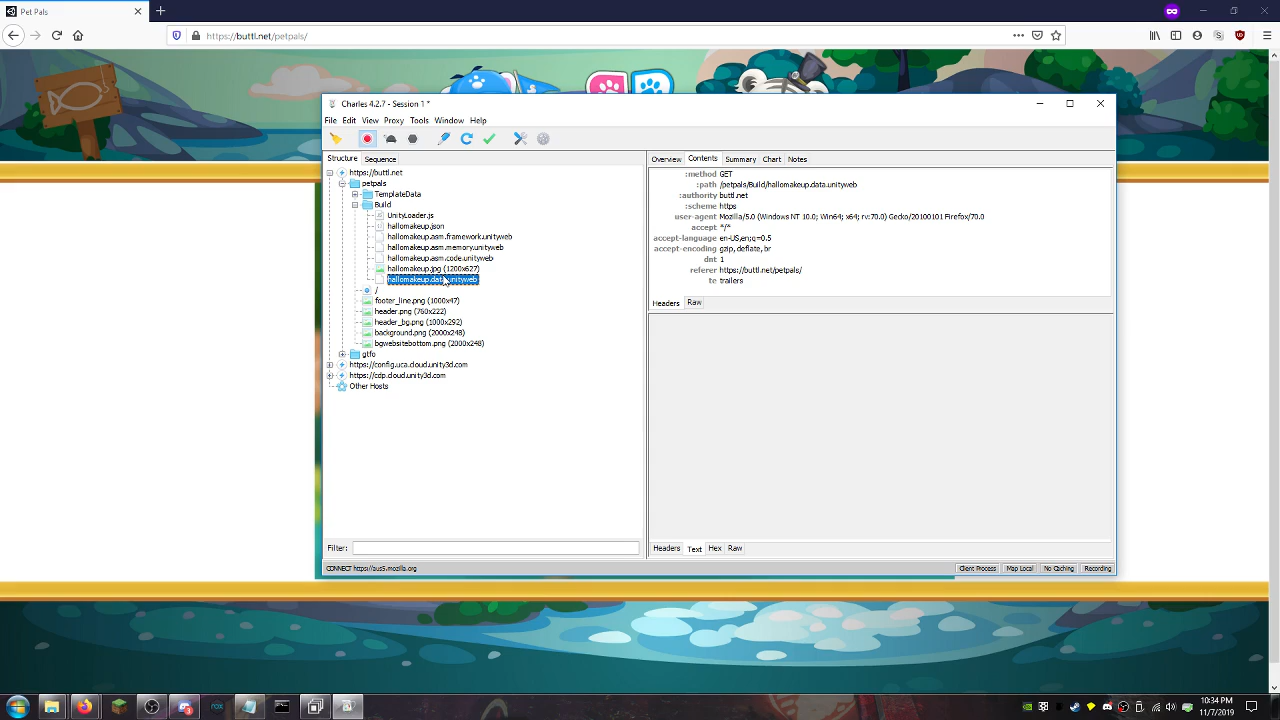 Pet Pals
https://buttl.net/petpals/
Charles 4.2.7 - Session 1 *
File Edit View Proxy Tools Window Help
Structure Sequence
https://buttl.net
petpals
TemplateData
Build
UnityLoader.js
hallomakeup.json
hallomakeup.asm.framework.unityweb
hallomakeup.asm.memory.unityweb
hallomakeup.asm.code.unityweb
hallomakeup.jpg (1200x627)
hallomakeup.data.unityweb
/
footer_line.png (1000x47)
header.png (760x222)
header_bg.png (1000x292)
background.png (2000x248)
bgwebsitebottom.png (2000x248)
gtfo
https://config.uca.cloud.unity3d.com
https://cdp.cloud.unity3d.com
Other Hosts
Filter:
Overview Contents Summary Chart Notes
:method GET
:path /petpals/Build/hallomakeup.data.unityweb
:authority buttl.net
:scheme https
user-agent Mozilla/5.0 (Windows NT 10.0; Win64; x64; rv:70.0) Gecko/20100101 Firefox/70.0
accept */*
accept-language en-US,en;q=0.5
accept-encoding gzip, deflate, br
dnt 1
referer https://buttl.net/petpals/
te trailers
Headers Raw
Headers Text Hex Raw
CONNECT https://aus5.mozilla.org
Client Process Map Local No Caching Recording
10:34 PM
11/7/2019